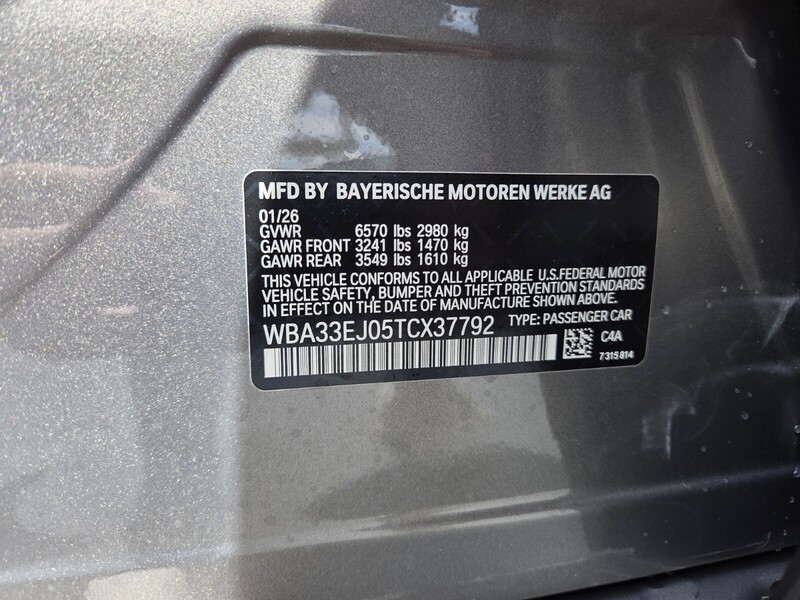 MFD BY BAYERISCHE MOTOREN WERKE AG
01/26
GVWR 6570 lbs 2980 kg
GAWR FRONT 3241 lbs 1470 kg
GAWR REAR 3549 lbs 1610 kg
THIS VEHICLE CONFORMS TO ALL APPLICABLE U.S.FEDERAL MOTOR
VEHICLE SAFETY, BUMPER AND THEFT PREVENTION STANDARDS
IN EFFECT ON THE DATE OF MANUFACTURE SHOWN ABOVE.
WBA33EJ05TCX37792 TYPE: PASSENGER CAR
C4A
7315814